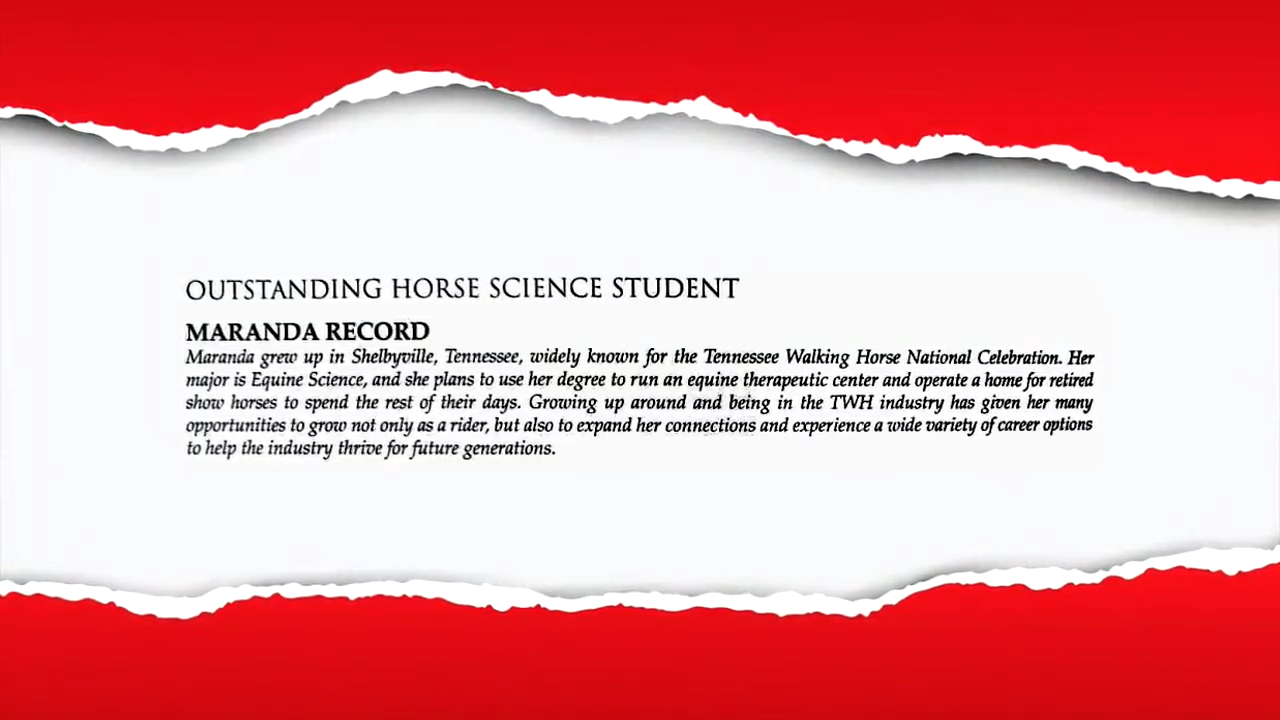 OUTSTANDING HORSE SCIENCE STUDENT
MARANDA RECORD
Maranda grew up in Shelbyville, Tennessee, widely known for the Tennessee Walking Horse National Celebration. Her
major is Equine Science, and she plans to use her degree to run an equine therapeutic center and operate a home for retired
show horses to spend the rest of their days. Growing up around and being in the TWH industry has given her many
opportunities to grow not only as a rider, but also to expand her connections and experience a wide variety of career options
to help the industry thrive for future generations.